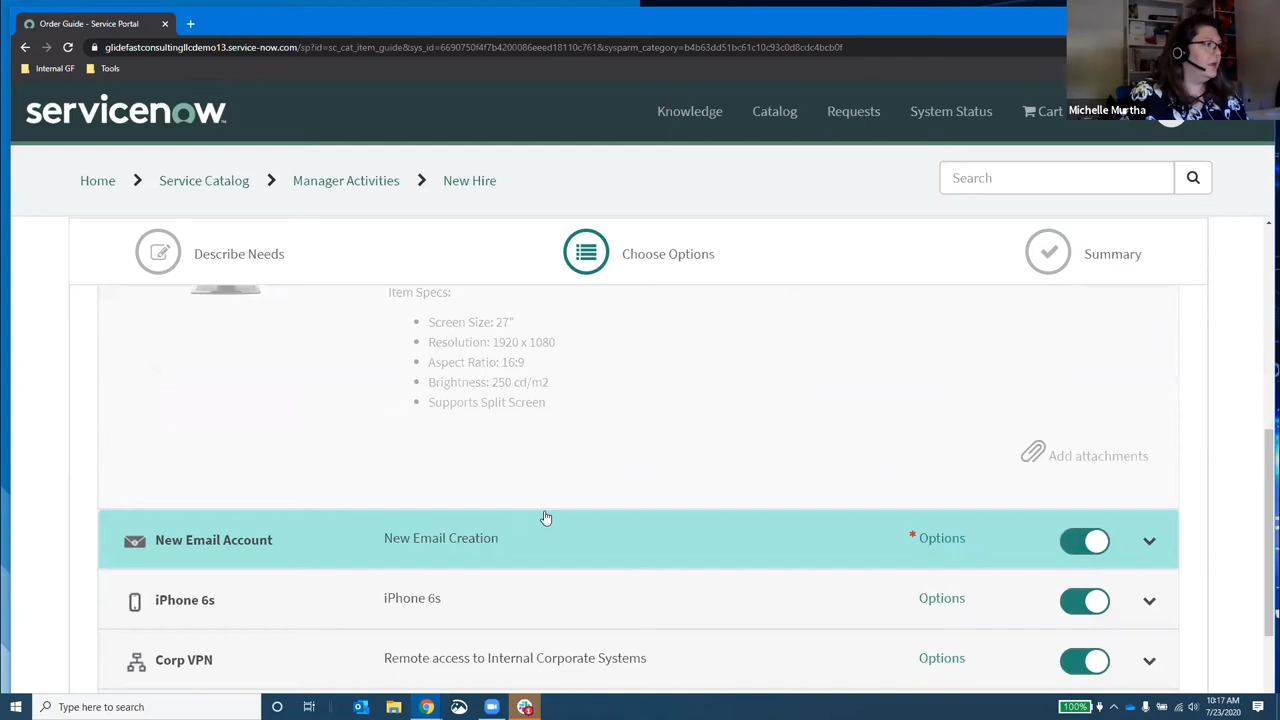 Order Guide - Service Portal
glidefastconsultingllcdemo13.service-now.com/sp?id=sc_cat_item_guide&sys_id=6690750f4f7b4200086eeed18110c761&sysparm_category=b4b63dd51bc61c10c93c0d8cdc4bcb0f
Internal GF
Tools
Michelle Murtha
servicenow
Knowledge
Catalog
Requests
System Status
Cart
Home
Service Catalog
Manager Activities
New Hire
Search
Describe Needs
Choose Options
Summary
Item Specs:
Screen Size: 27"
Resolution: 1920 x 1080
Aspect Ratio: 16:9
Brightness: 250 cd/m2
Supports Split Screen
Add attachments
New Email Account
New Email Creation
* Options
iPhone 6s
iPhone 6s
Options
Corp VPN
Remote access to Internal Corporate Systems
Options
Type here to search
100%
10:17 AM
7/23/2020